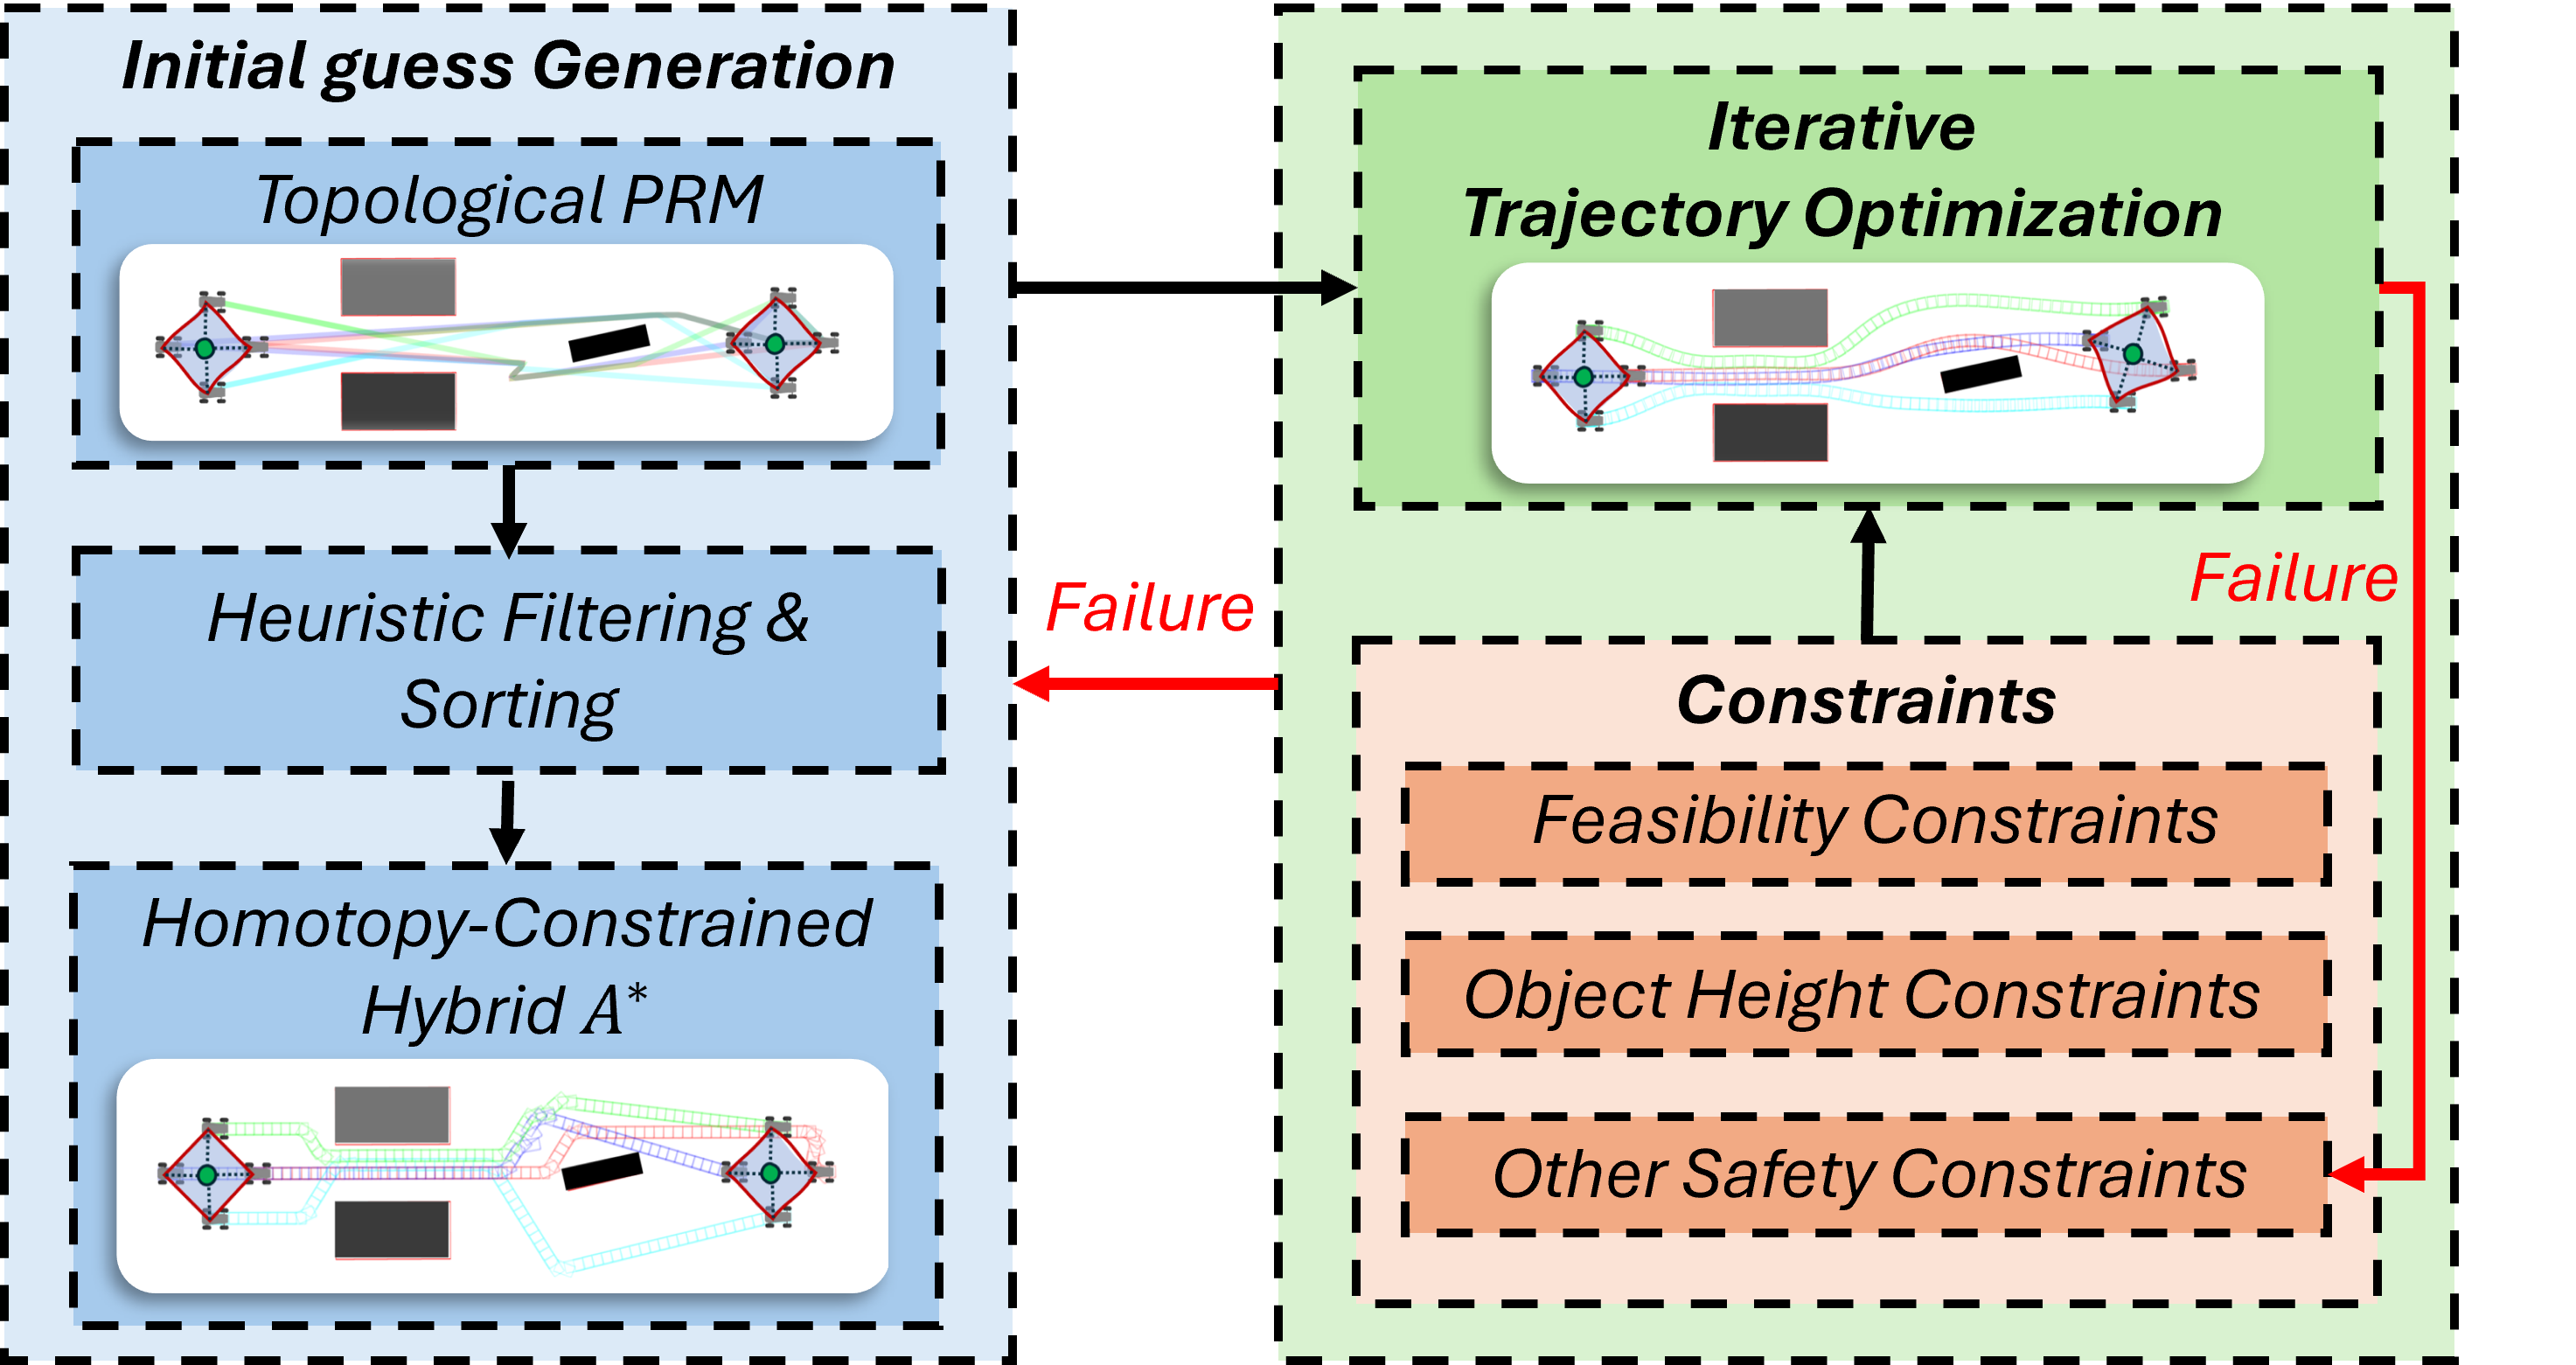 Initial guess Generation
Topological PRM
Heuristic Filtering &
Sorting
Homotopy-Constrained
Hybrid A*
Failure
Iterative
Trajectory Optimization
Failure
Constraints
Feasibility Constraints
Object Height Constraints
Other Safety Constraints